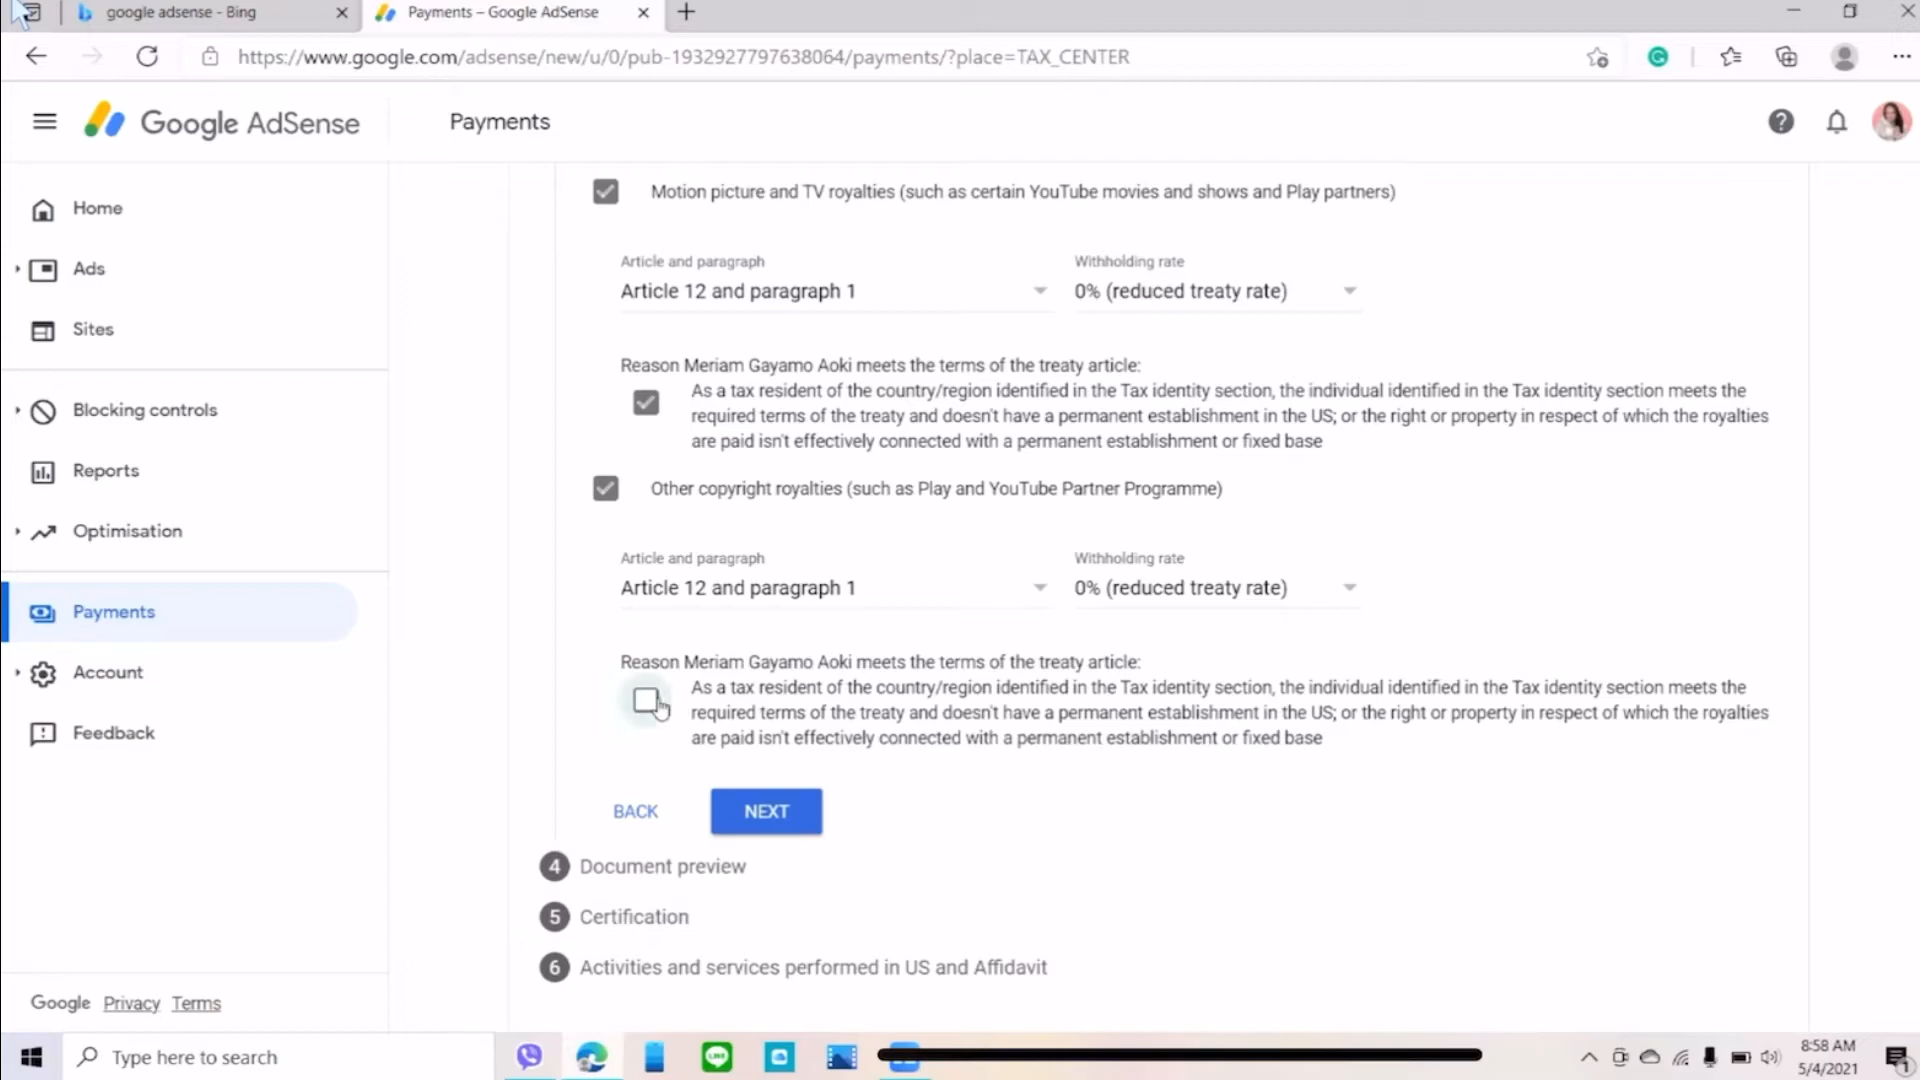 google adsense - Bing
Payments – Google AdSense
https://www.google.com/adsense/new/u/0/pub-1932927797638064/payments/?place=TAX_CENTER
Google AdSense
Payments
Home
Ads
Sites
Blocking controls
Reports
Optimisation
Payments
Account
Feedback
Google Privacy Terms
Motion picture and TV royalties (such as certain YouTube movies and shows and Play partners)
Article and paragraph Withholding rate
Article 12 and paragraph 1 0% (reduced treaty rate)
Reason Meriam Gayamo Aoki meets the terms of the treaty article:
As a tax resident of the country/region identified in the Tax identity section, the individual identified in the Tax identity section meets the
required terms of the treaty and doesn't have a permanent establishment in the US; or the right or property in respect of which the royalties
are paid isn't effectively connected with a permanent establishment or fixed base
Other copyright royalties (such as Play and YouTube Partner Programme)
Article and paragraph Withholding rate
Article 12 and paragraph 1 0% (reduced treaty rate)
Reason Meriam Gayamo Aoki meets the terms of the treaty article:
As a tax resident of the country/region identified in the Tax identity section, the individual identified in the Tax identity section meets the
required terms of the treaty and doesn't have a permanent establishment in the US; or the right or property in respect of which the royalties
are paid isn't effectively connected with a permanent establishment or fixed base
BACK NEXT
4 Document preview
5 Certification
6 Activities and services performed in US and Affidavit
Type here to search
LINE
8:58 AM
5/4/2021
1